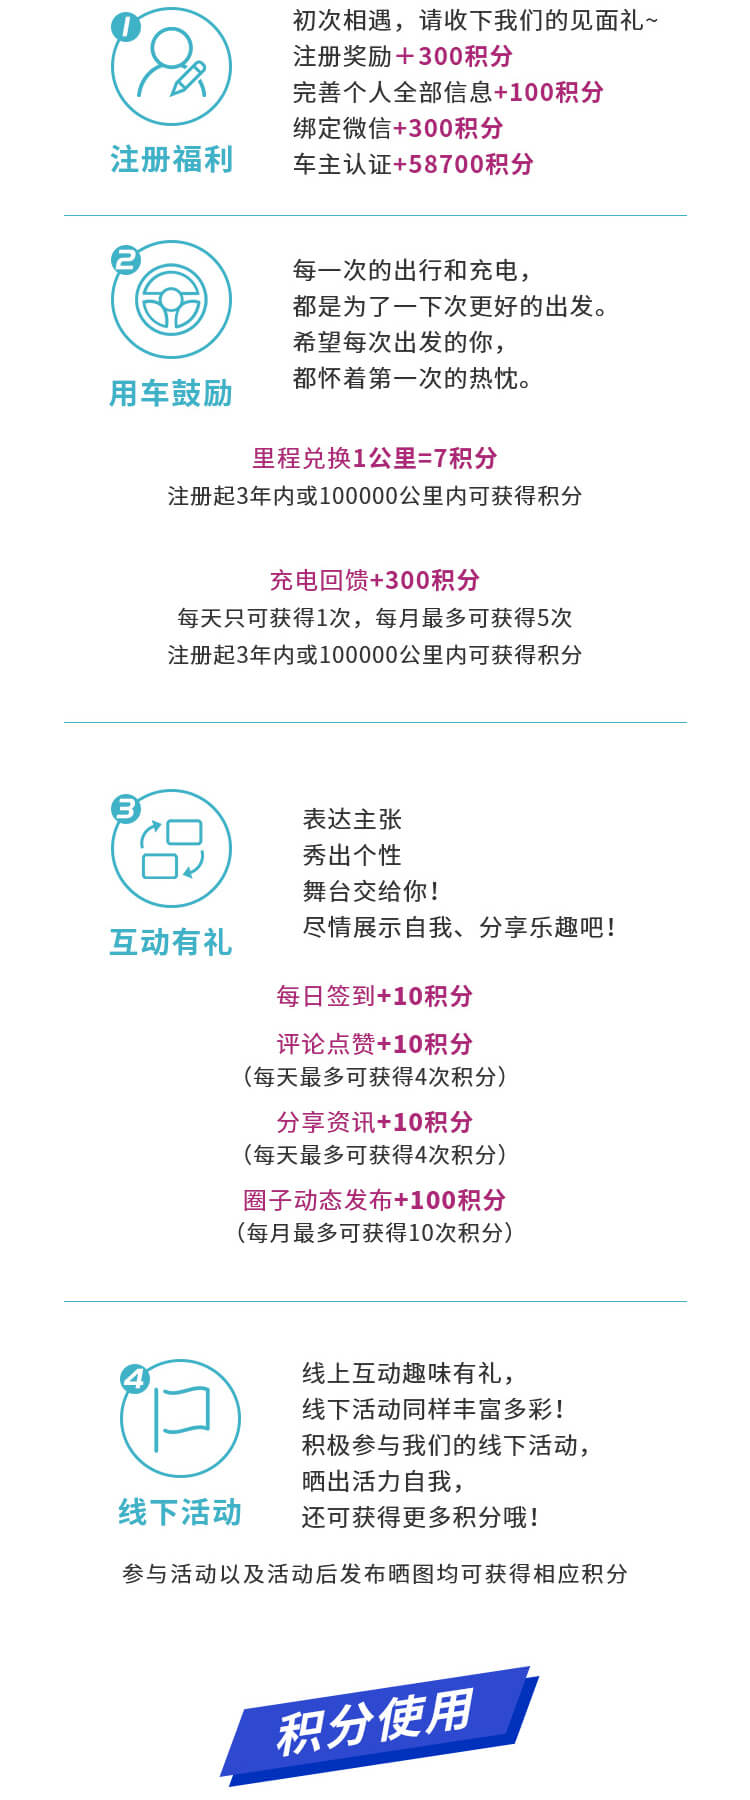 1
初次相遇，请收下我们的见面礼~
注册奖励＋300积分
完善个人全部信息+100积分
绑定微信+300积分
车主认证+58700积分
注册福利
2
每一次的出行和充电，
都是为了一下次更好的出发。
希望每次出发的你，
都怀着第一次的热忱。
用车鼓励
里程兑换1公里=7积分
注册起3年内或100000公里内可获得积分
充电回馈+300积分
每天只可获得1次，每月最多可获得5次
注册起3年内或100000公里内可获得积分
3
表达主张
秀出个性
舞台交给你！
尽情展示自我、分享乐趣吧！
互动有礼
每日签到+10积分
评论点赞+10积分
（每天最多可获得4次积分）
分享资讯+10积分
（每天最多可获得4次积分）
圈子动态发布+100积分
（每月最多可获得10次积分）
4
线上互动趣味有礼，
线下活动同样丰富多彩！
积极参与我们的线下活动，
晒出活力自我，
还可获得更多积分哦！
线下活动
参与活动以及活动后发布晒图均可获得相应积分
积分使用